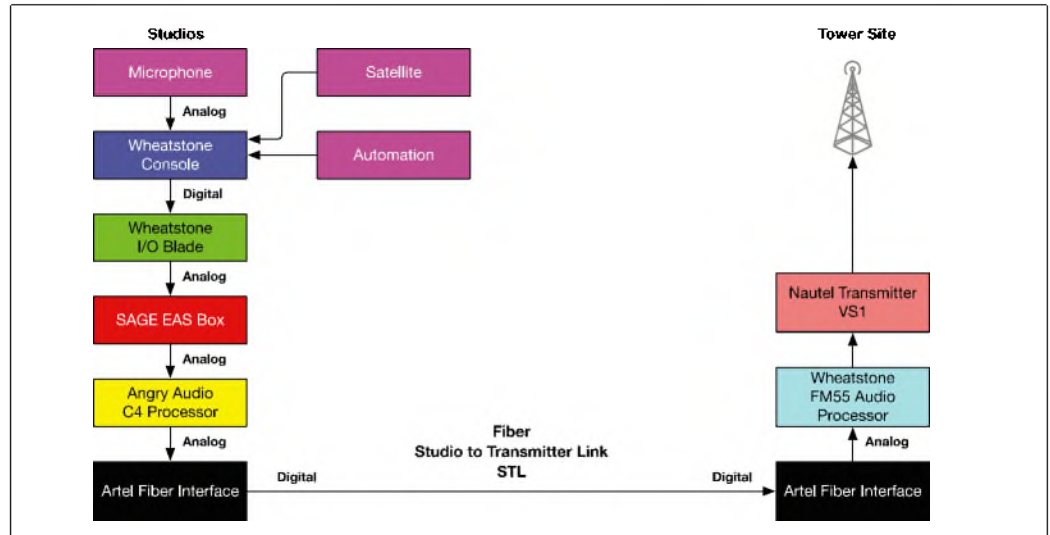 Studios
Tower Site
Microphone
Satellite
Analog
Wheatstone
Console
Automation
Digital
Wheatstone
I/O Blade
Analog
SAGE EAS Box
Nautel Transmitter
VS1
Analog
Angry Audio
C4 Processor
Wheatstone
FM55 Audio
Processor
Analog
Fiber
Studio to Transmitter Link
STL
Analog
Artel Fiber Interface
Digital
Digital
Artel Fiber Interface